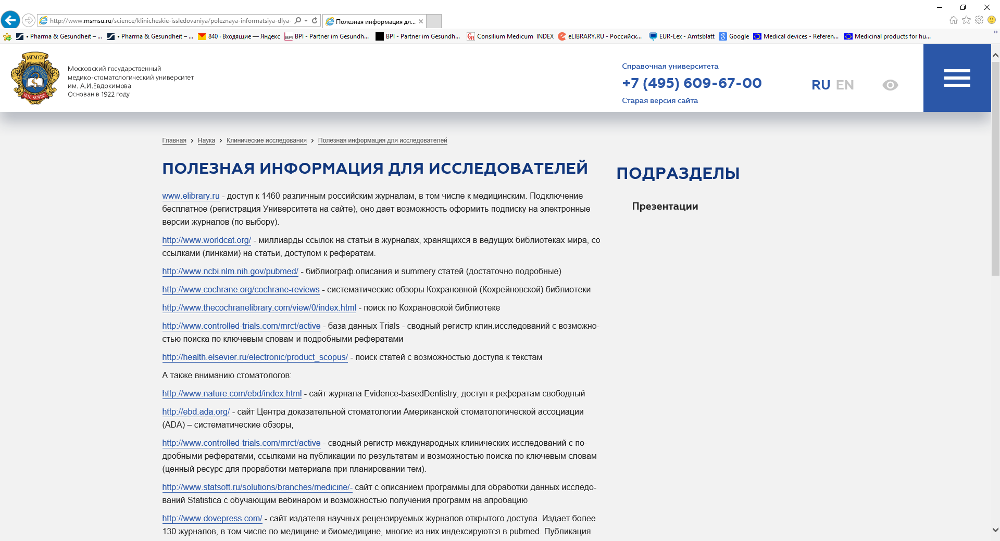 http://www.msmsu.ru/science/klinicheskie-issledovaniya/poleznaya-informatsiya-dlya-
Полезная информация дл...
• Pharma & Gesundheit – ...
• Pharma & Gesundheit – ...
840 · Входящие — Яндекс
BPI - Partner im Gesundh...
BPI - Partner im Gesundh...
Consilium Medicum INDEX
eLIBRARY.RU - Российск...
EUR-Lex - Amtsblatt
Google
Medical devices - Referen...
Medicinal products for hu...
МГМСУ
HINC SANITAS
Московский государственный
медико-стоматологический университет
им. А.И.Евдокимова
Основан в 1922 году
Справочная университета
+7 (495) 609-67-00
Старая версия сайта
RU EN
Главная › Наука › Клинические исследования › Полезная информация для исследователей
ПОЛЕЗНАЯ ИНФОРМАЦИЯ ДЛЯ ИССЛЕДОВАТЕЛЕЙ
www.elibrary.ru - доступ к 1460 различным российским журналам, в том числе к медицинским. Подключение
бесплатное (регистрация Университета на сайте), оно дает возможность оформить подписку на электронные
версии журналов (по выбору).
http://www.worldcat.org/ - миллиарды ссылок на статьи в журналах, хранящихся в ведущих библиотеках мира, со
ссылками (линками) на статьи, доступом к рефератам.
http://www.ncbi.nlm.nih.gov/pubmed/ - библиограф.описания и summery статей (достаточно подробные)
http://www.cochrane.org/cochrane-reviews - систематические обзоры Кохрановной (Кохрейновской) библиотеки
http://www.thecochranelibrary.com/view/0/index.html - поиск по Кохрановской библиотеке
http://www.controlled-trials.com/mrct/active - база данных Trials - сводный регистр клин.исследований с возможно-
стью поиска по ключевым словам и подробными рефератами
http://health.elsevier.ru/electronic/product_scopus/ - поиск статей с возможностью доступа к текстам
А также вниманию стоматологов:
http://www.nature.com/ebd/index.html - сайт журнала Evidence-basedDentistry, доступ к рефератам свободный
http://ebd.ada.org/ - сайт Центра доказательной стоматологии Американской стоматологической ассоциации
(ADA) – систематические обзоры,
http://www.controlled-trials.com/mrct/active - сводный регистр международных клинических исследований с по-
дробными рефератами, ссылками на публикации по результатам и возможностью поиска по ключевым словам
(ценный ресурс для проработки материала при планировании тем).
http://www.statsoft.ru/solutions/branches/medicine/- сайт с описанием программы для обработки данных исследо-
ваний Statistica с обучающим вебинаром и возможностью получения программ на апробацию
http://www.dovepress.com/ - сайт издателя научных рецензируемых журналов открытого доступа. Издает более
130 журналов, в том числе по медицине и биомедицине, многие из них индексируются в pubmed. Публикация
ПОДРАЗДЕЛЫ
Презентации